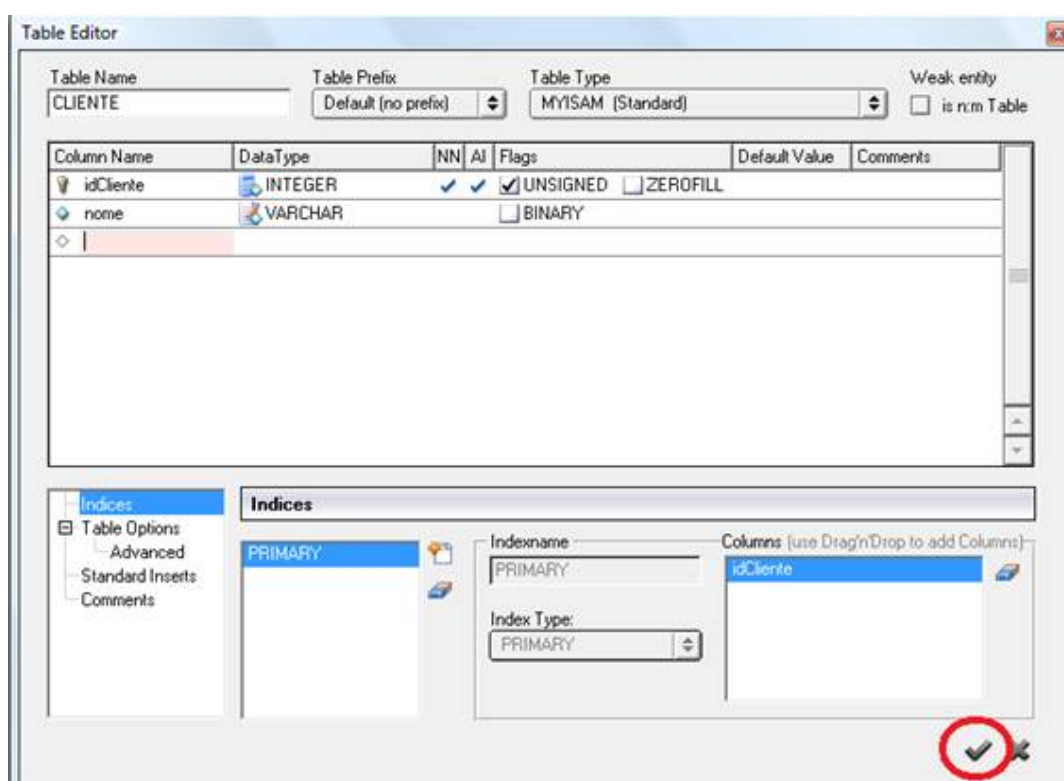 Table Editor
Table Name Table Prefix Table Type Weak entity
CLIENTE Default (no prefix) MYISAM (Standard) is n:m Table
Column Name DataType NN AI Flags Default Value Comments
idCliente INTEGER UNSIGNED ZEROFILL
nome VARCHAR BINARY
Indices
Table Options
Advanced
Standard Inserts
Comments
Indices
PRIMARY
Indexname
PRIMARY
Index Type:
PRIMARY
Columns (use Drag'n'Drop to add Columns)
idCliente